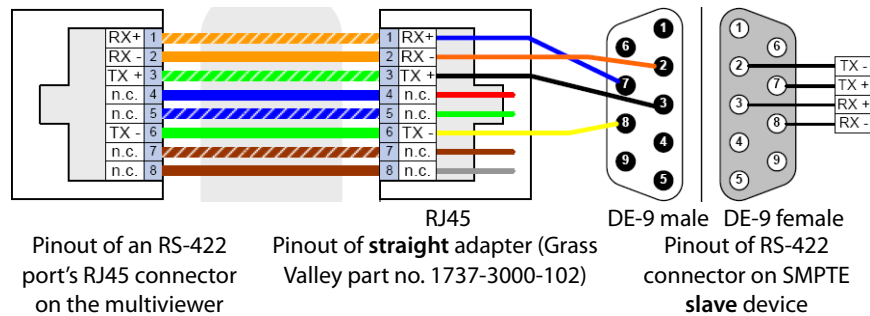 RX+ 1
RX - 2
TX + 3
n.c. 4
n.c. 5
TX - 6
n.c. 7
n.c. 8
1 RX+
2 RX -
3 TX +
4 n.c.
5 n.c.
6 TX -
7 n.c.
8 n.c.
1
6
2
7
3
8
4
9
5
1
6
2
7
3
8
4
9
5
TX -
TX +
RX +
RX -
RJ45
DE-9 male
DE-9 female
Pinout of an RS-422
port's RJ45 connector
on the multiviewer
Pinout of straight adapter (Grass
Valley part no. 1737-3000-102)
Pinout of RS-422
connector on SMPTE
slave device